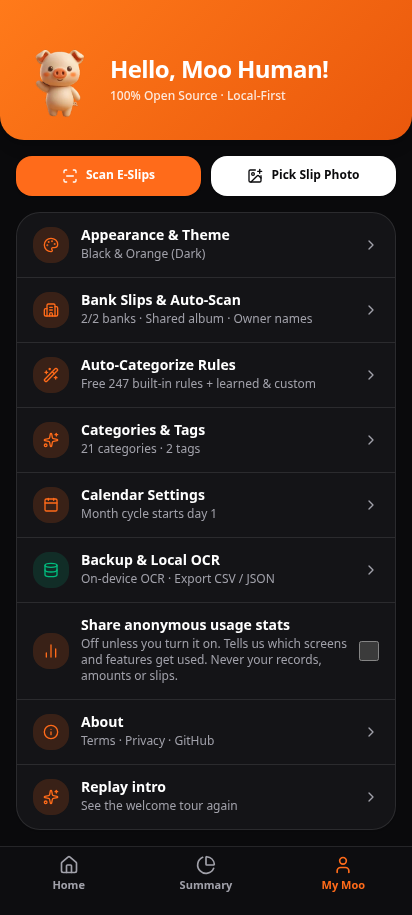 Hello, Moo Human!
100% Open Source · Local-First
Scan E-Slips
Pick Slip Photo
Appearance & Theme
Black & Orange (Dark)
Bank Slips & Auto-Scan
2/2 banks · Shared album · Owner names
Auto-Categorize Rules
Free 247 built-in rules + learned & custom
Categories & Tags
21 categories · 2 tags
Calendar Settings
Month cycle starts day 1
Backup & Local OCR
On-device OCR · Export CSV / JSON
Share anonymous usage stats
Off unless you turn it on. Tells us which screens
and features get used. Never your records,
amounts or slips.
About
Terms · Privacy · GitHub
Replay intro
See the welcome tour again
Home
Summary
My Moo